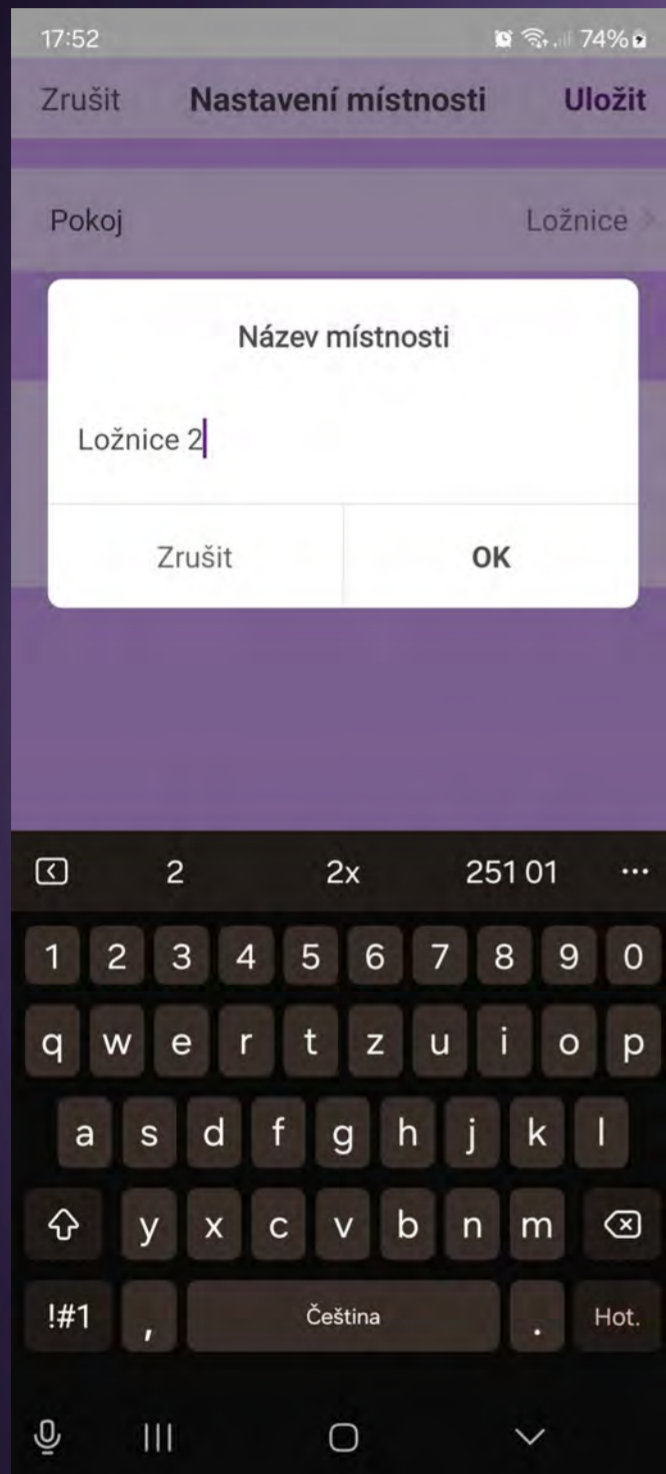 17:52 74%
Zrušit Nastavení místnosti Uložit
Pokoj Ložnice
Název místnosti
Ložnice 2
Zrušit OK
2 2x 251 01 ...
1 2 3 4 5 6 7 8 9 0
q w e r t z u i o p
a s d f g h j k l
y x c v b n m
!#1 , Čeština . Hot.